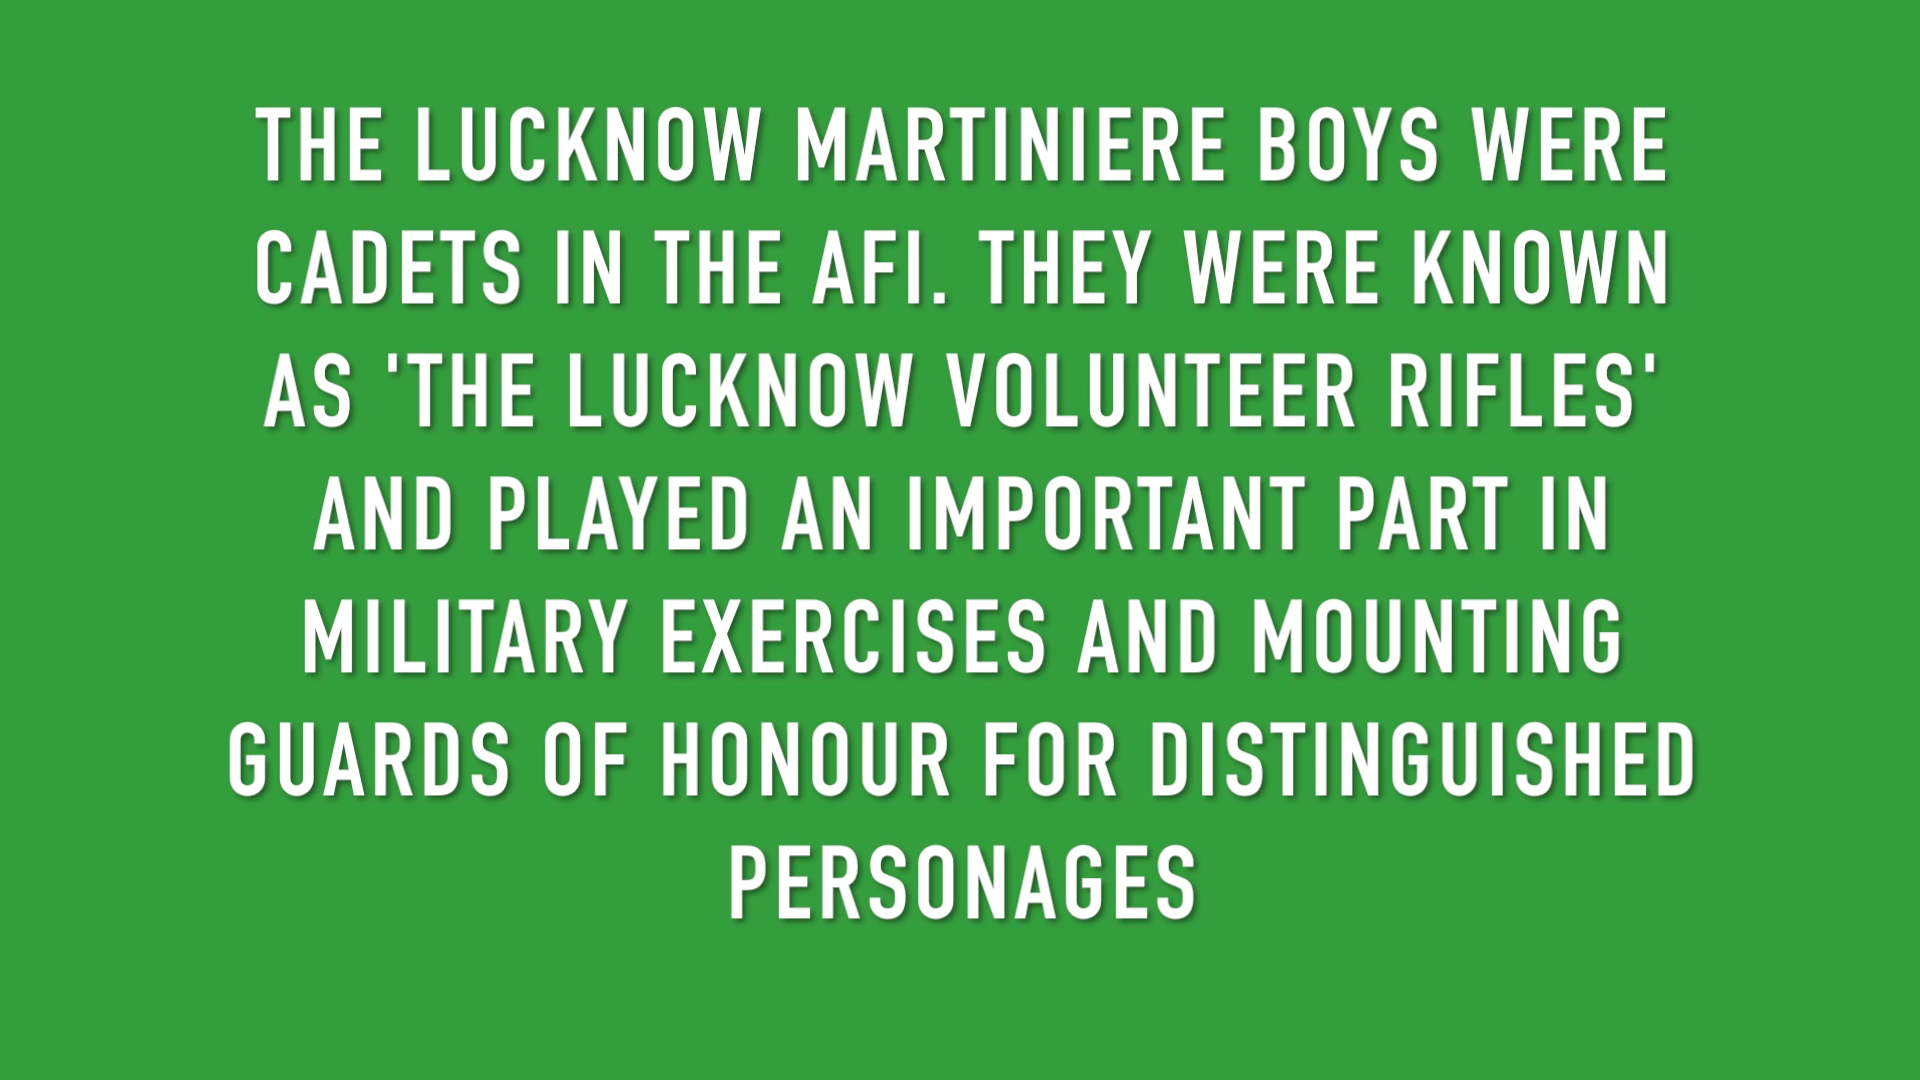 THE LUCKNOW MARTINIERE BOYS WERE
CADETS IN THE AFI. THEY WERE KNOWN
AS 'THE LUCKNOW VOLUNTEER RIFLES'
AND PLAYED AN IMPORTANT PART IN
MILITARY EXERCISES AND MOUNTING
GUARDS OF HONOUR FOR DISTINGUISHED
PERSONAGES